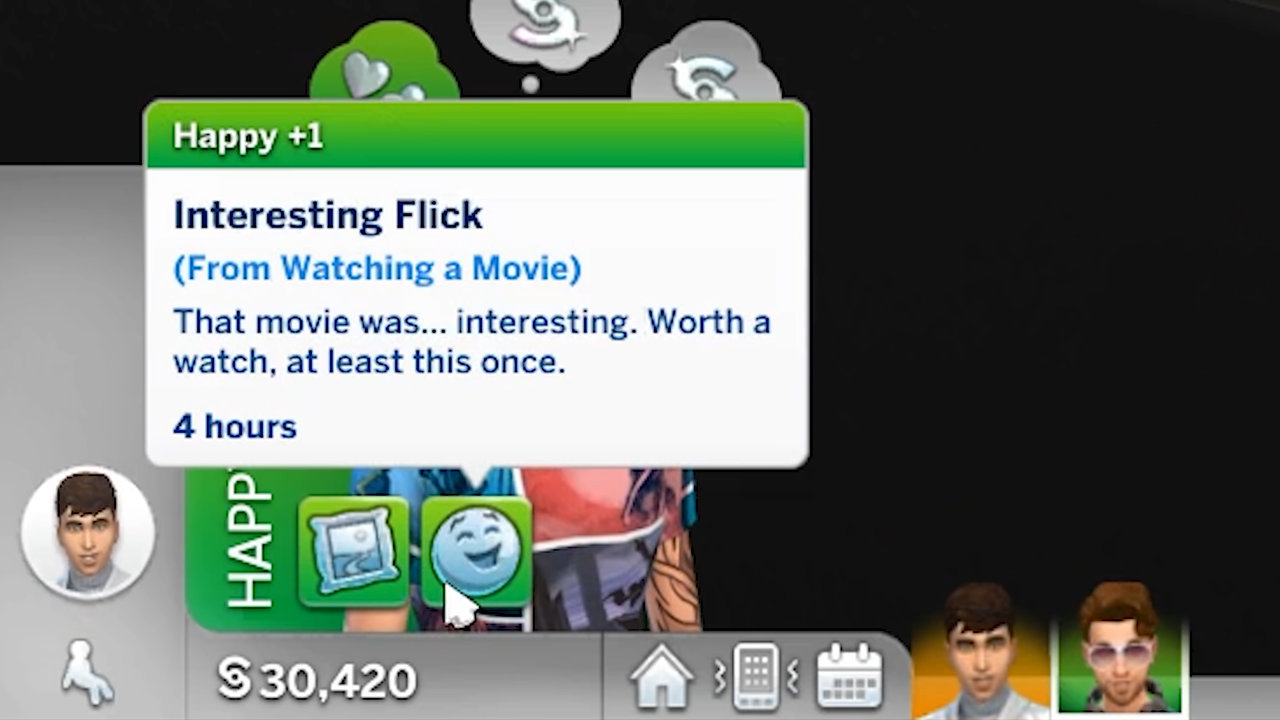 Happy +1
Interesting Flick
(From Watching a Movie)
That movie was... interesting. Worth a
watch, at least this once.
4 hours
HAPP
30,420